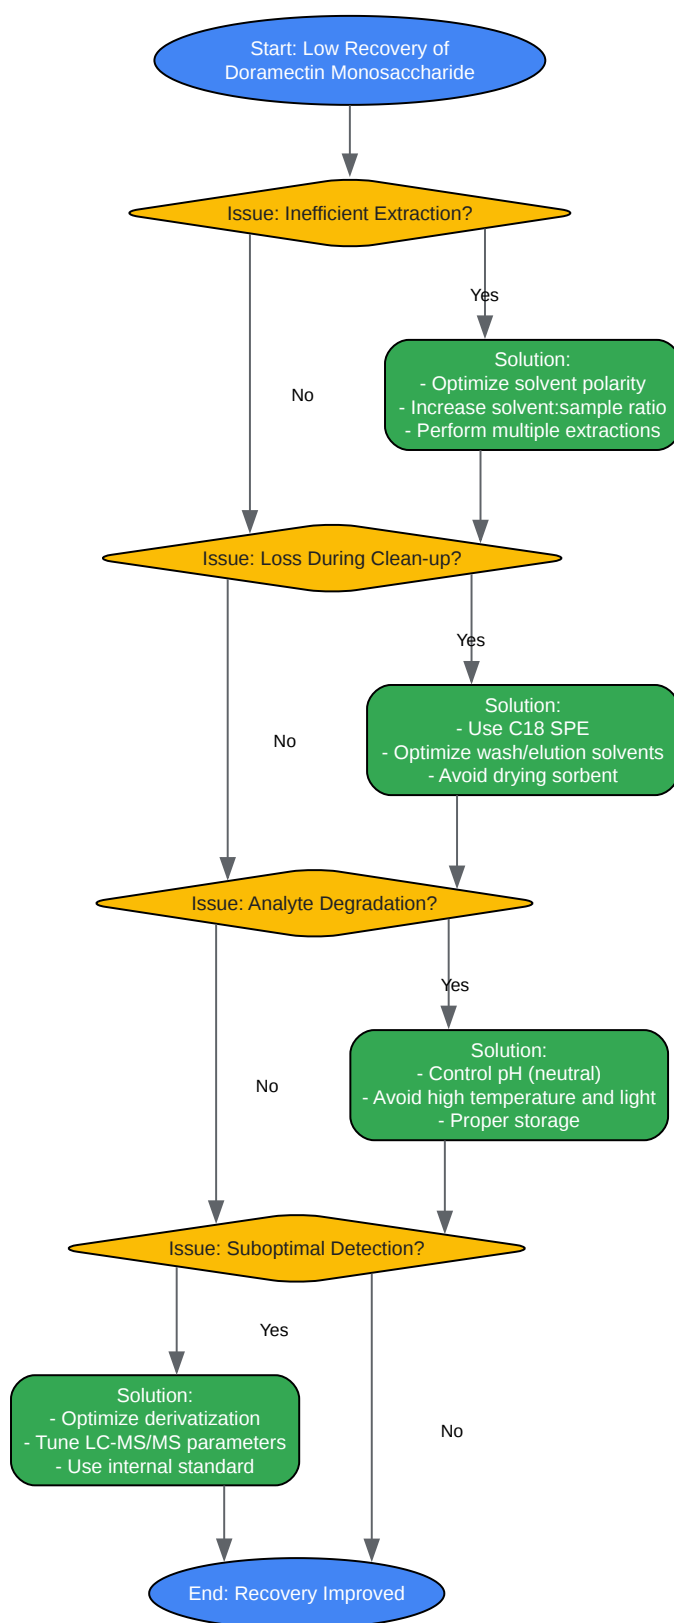 Start: Low Recovery of
Doramectin Monosaccharide
Issue: Inefficient Extraction?
Yes
Solution:
- Optimize solvent polarity
- Increase solvent:sample ratio
- Perform multiple extractions
No
Issue: Loss During Clean-up?
Yes
Solution:
- Use C18 SPE
- Optimize wash/elution solvents
- Avoid drying sorbent
No
Issue: Analyte Degradation?
Yes
Solution:
- Control pH (neutral)
- Avoid high temperature and light
- Proper storage
No
Issue: Suboptimal Detection?
Yes
Solution:
- Optimize derivatization
- Tune LC-MS/MS parameters
- Use internal standard
No
End: Recovery Improved